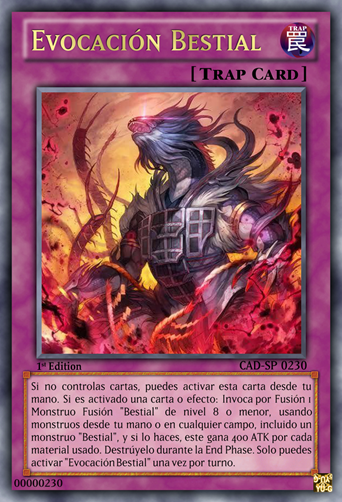 EVOCACIÓN BESTIAL
TRAP
罠
[TRAP CARD]
1st Edition
CAD-SP 0230
Si no controlas cartas, puedes activar esta carta desde tu
mano. Si es activado una carta o efecto: Invoca por Fusión 1
Monstruo Fusión "Bestial" de nivel 8 o menor, usando
monstruos desde tu mano o en cualquier campo, incluido un
monstruo "Bestial", y si lo haces, este gana 400 ATK por cada
material usado. Destrúyelo durante la End Phase. Solo puedes
activar "Evocación Bestial" una vez por turno.
00000230